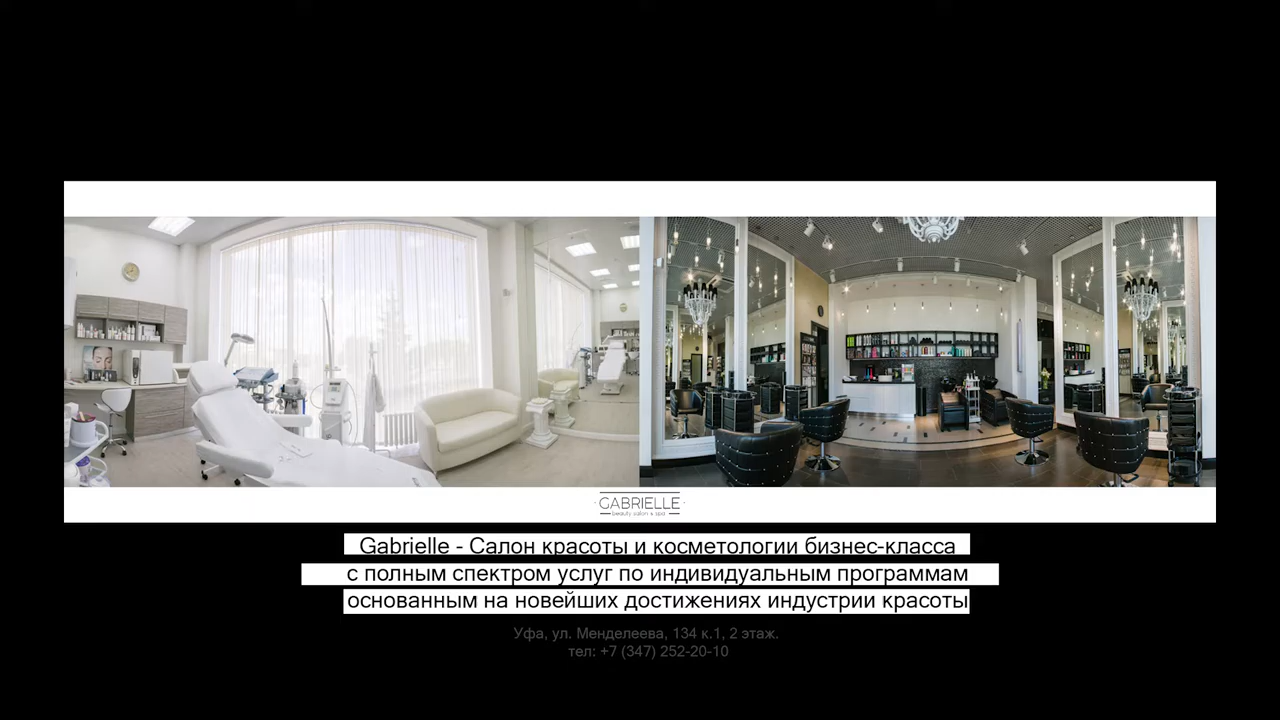 GABRIELLE
beauty salon & spa
Gabrielle - Салон красоты и косметологии бизнес-класса
с полным спектром услуг по индивидуальным программам
основанным на новейших достижениях индустрии красоты
Уфа, ул. Менделеева, 134 к.1, 2 этаж.
тел: +7 (347) 252-20-10